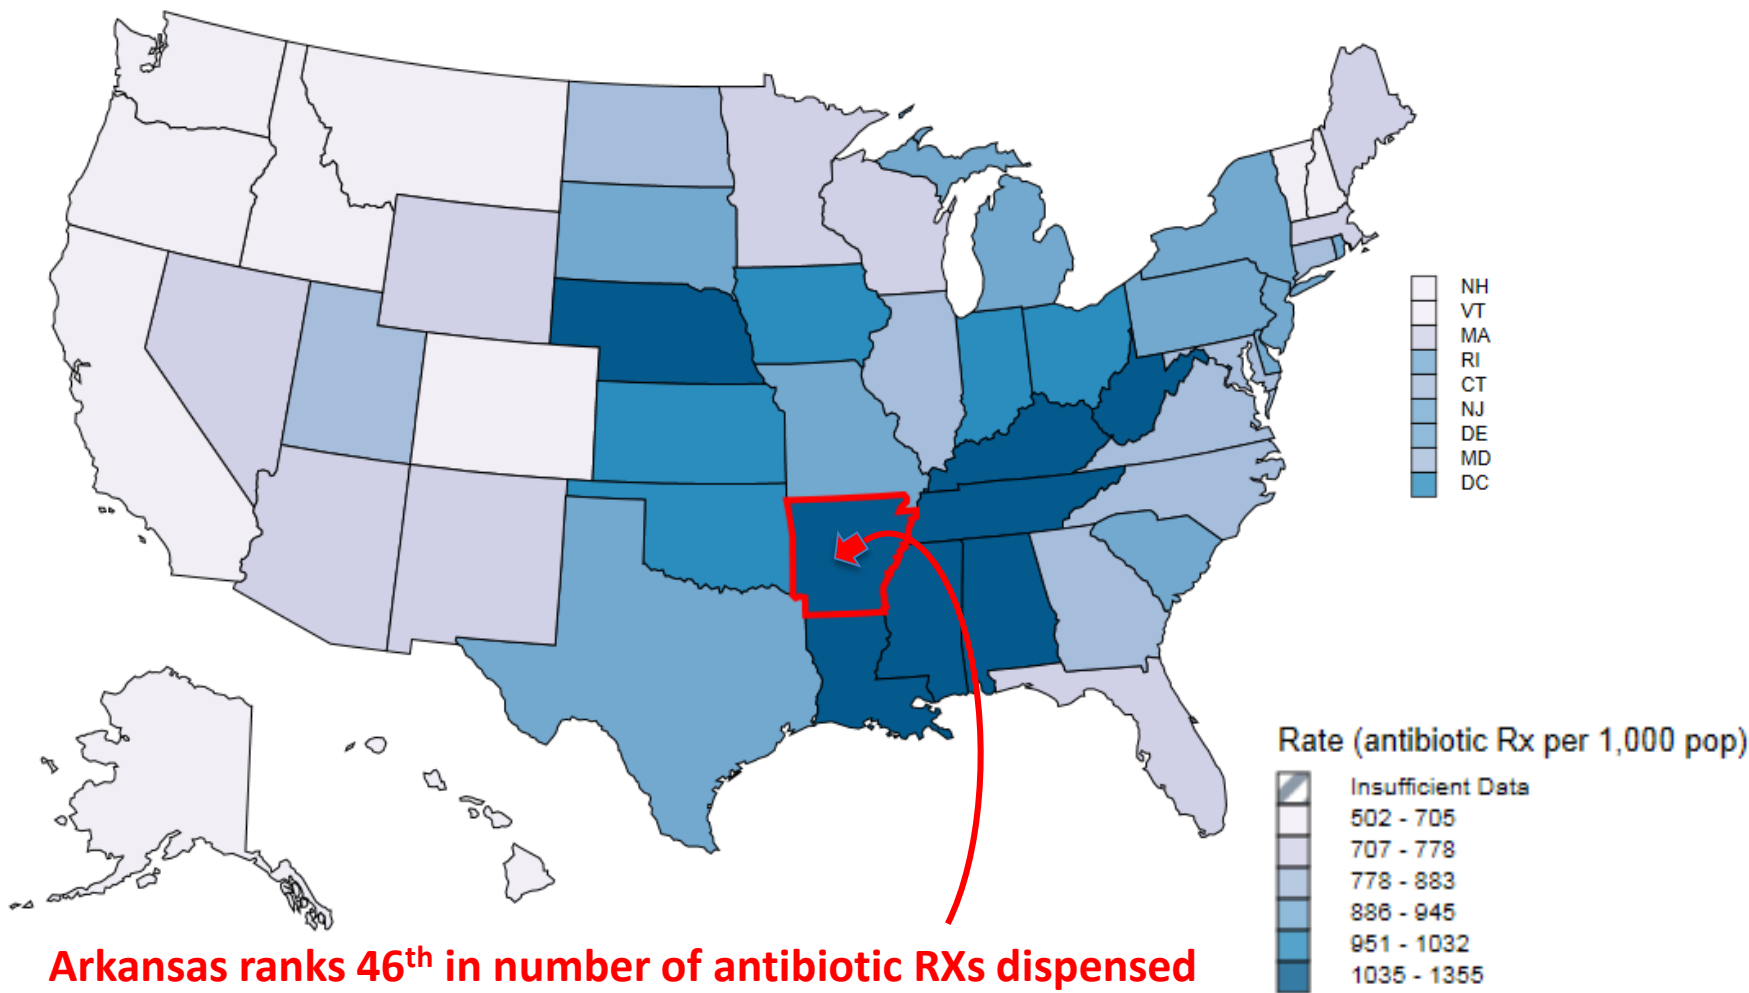 NH
VT
MA
RI
CT
NJ
DE
MD
DC
Rate (antibiotic Rx per 1,000 pop)
Insufficient Data
502 - 705
707 - 778
778 - 883
886 - 945
951 - 1032
1035 - 1355
Arkansas ranks 46th in number of antibiotic RXs dispensed